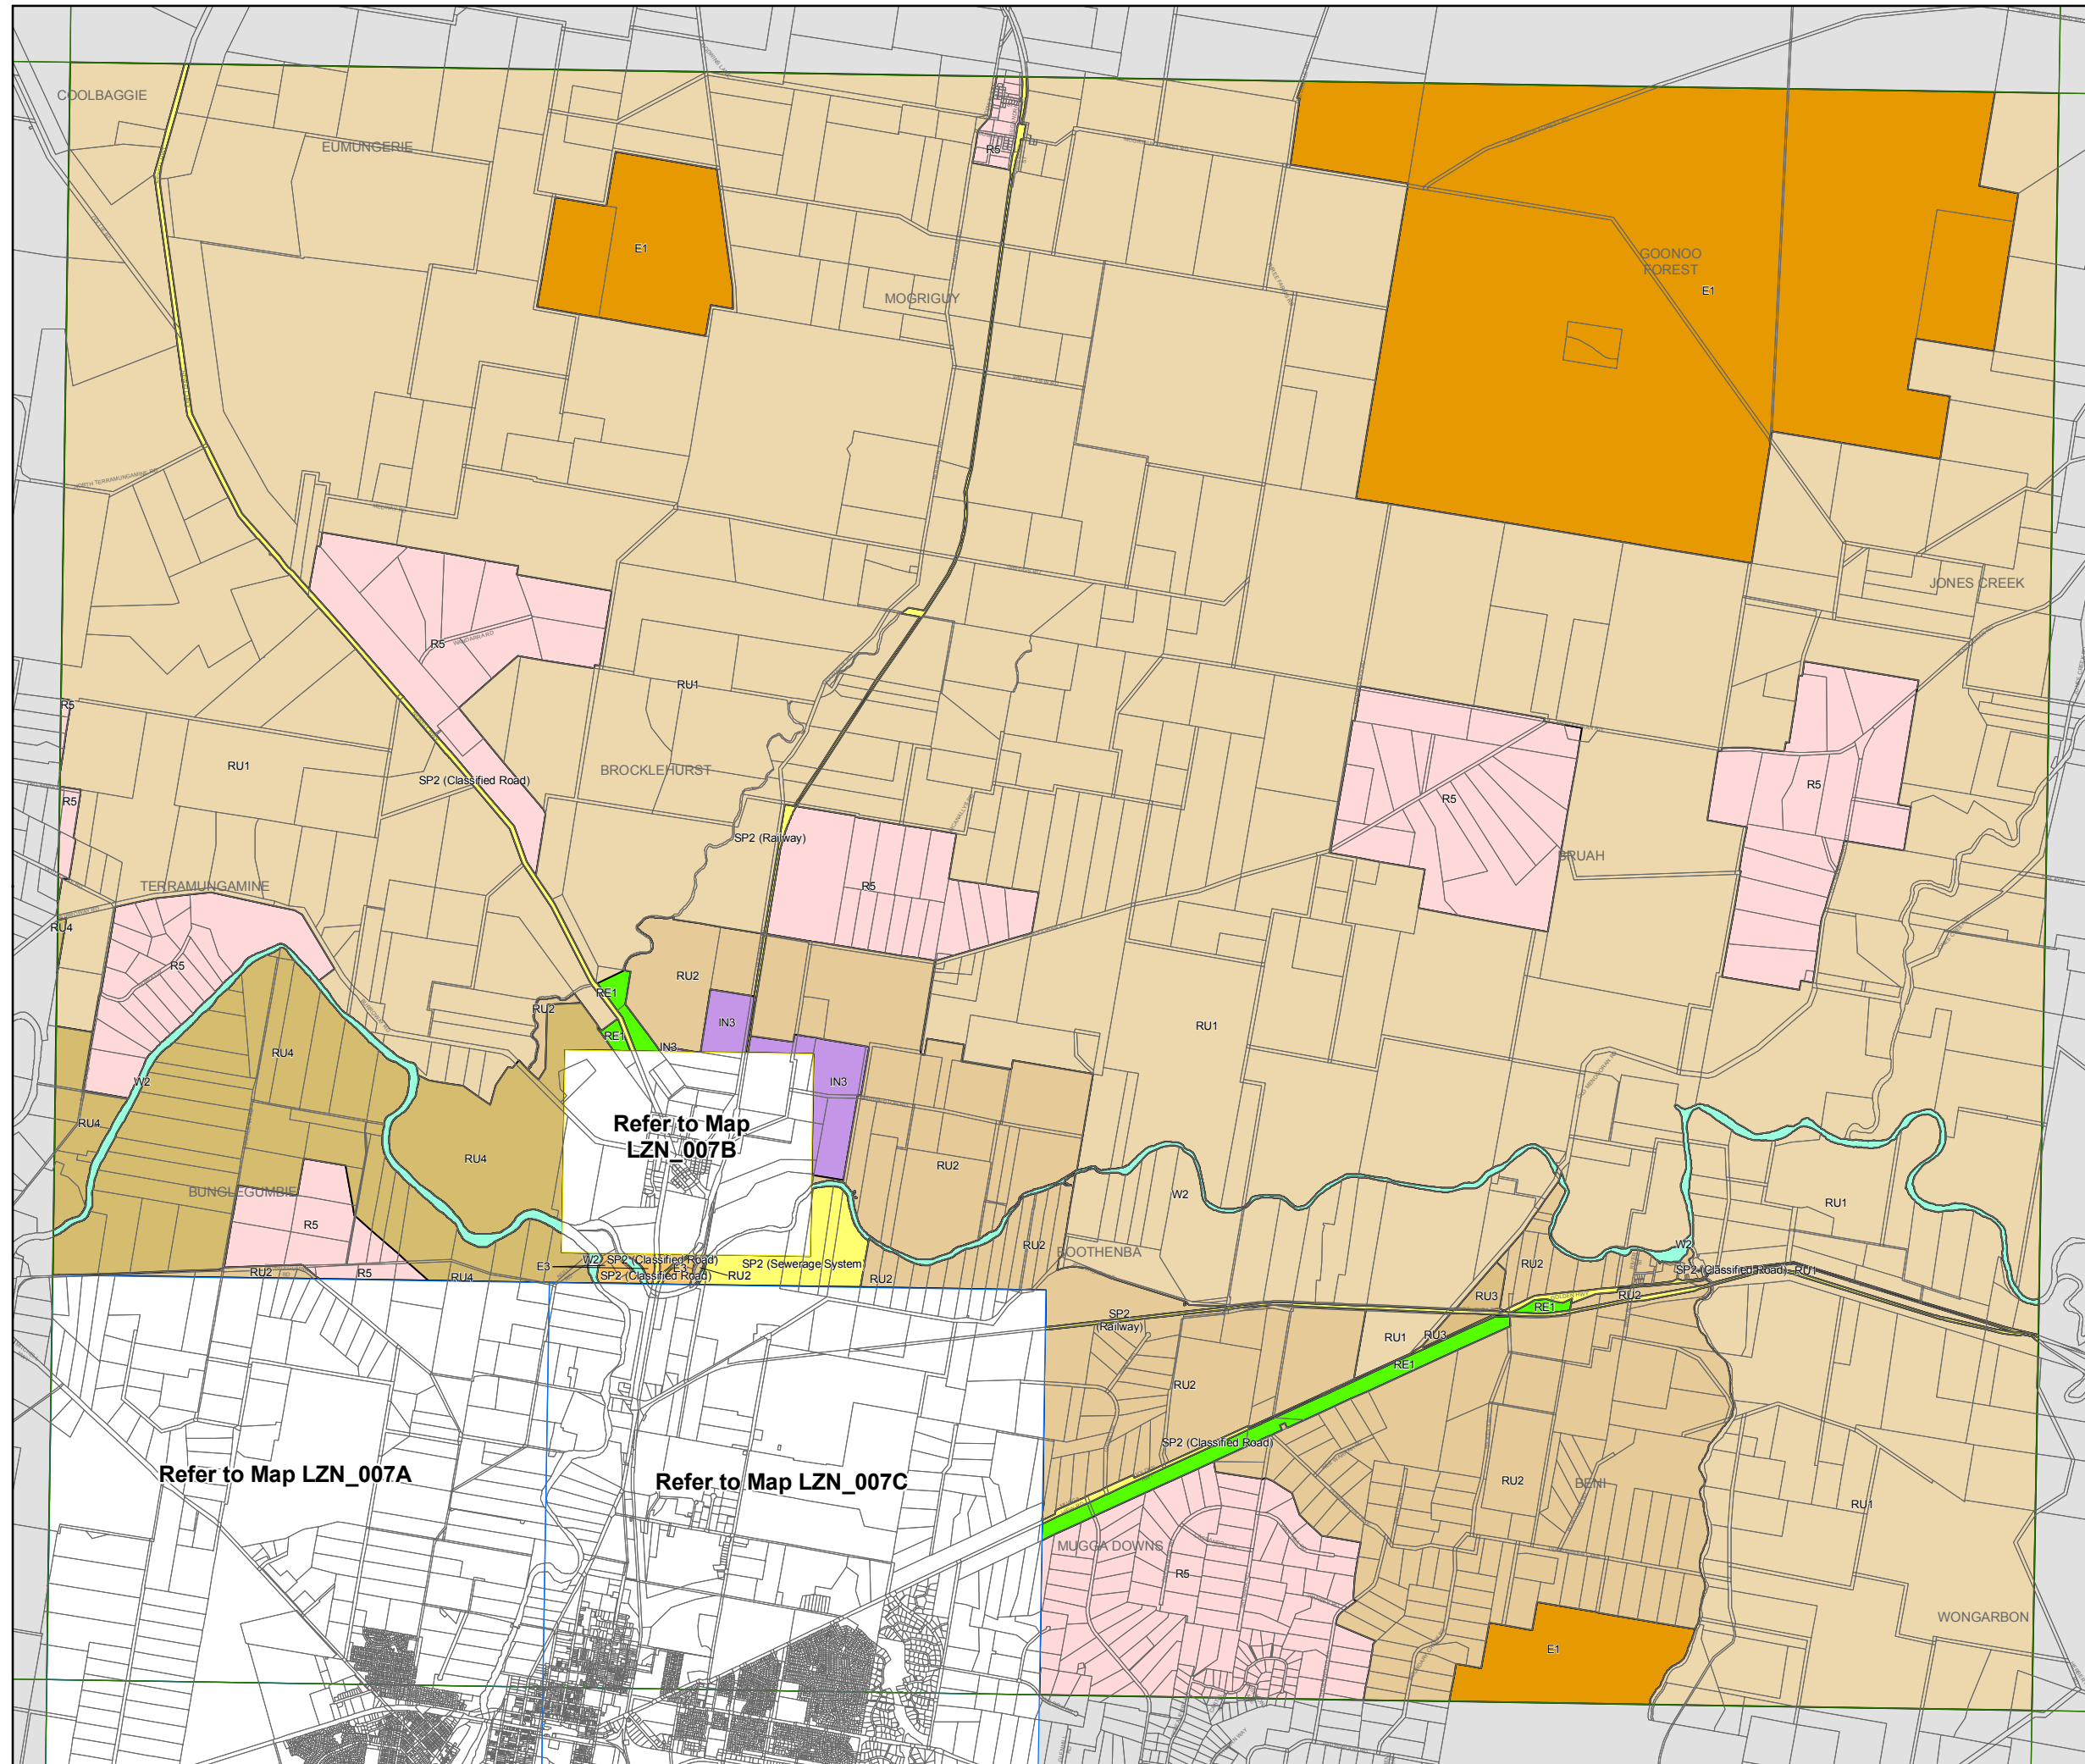 COOLBAGGIE
EUMUNGERIE
R5
E1
GOONOO
FOREST
E1
MOGRIGUY
NORTH TERRAMUNGAMINE RD
JONES CREEK
R5
RU1
R5
RU1
BROCKLEHURST
SP2 (Classified Road)
R5
R5
R5
SP2 (Railway)
BRUAH
TERRAMUNGAMINE
R5
RU4
R5
RU2
RE1
RU2
IN3
RU1
RE1
IN3
RU4
W2
IN3
RU4
Refer to Map
LZN_007B
RU4
RU2
BUNGLEGUMBIE
W2
RU1
R5
RU2
BOOTHENBA
W2
W2
SP2 (Classified Road)
E3
E3
SP2 (Sewerage System)
RU2
RU2
R5
RU4
SP2 (Classified Road)
RU2
RU2
RU2
SP2 (Classified Road)
RU1
RU3
RU2
RE1
SP2
(Railway)
RU1
RU3
RE1
RU2
SP2 (Classified Road)
Refer to Map LZN_007A
Refer to Map LZN_007C
RU2
BENI
RU1
MUGGA DOWNS
R5
WONGARBON
E1